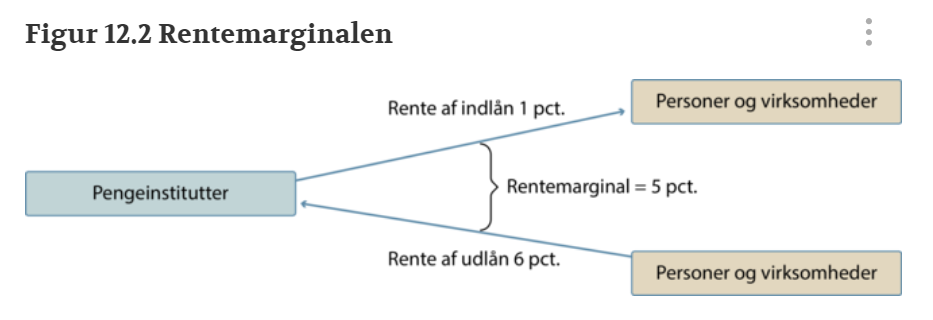 Figur 12.2 Rentemarginalen
Rente af indlån 1 pct.
Personer og virksomheder
Pengeinstitutter
Rentemarginal = 5 pct.
Rente af udlån 6 pct.
Personer og virksomheder